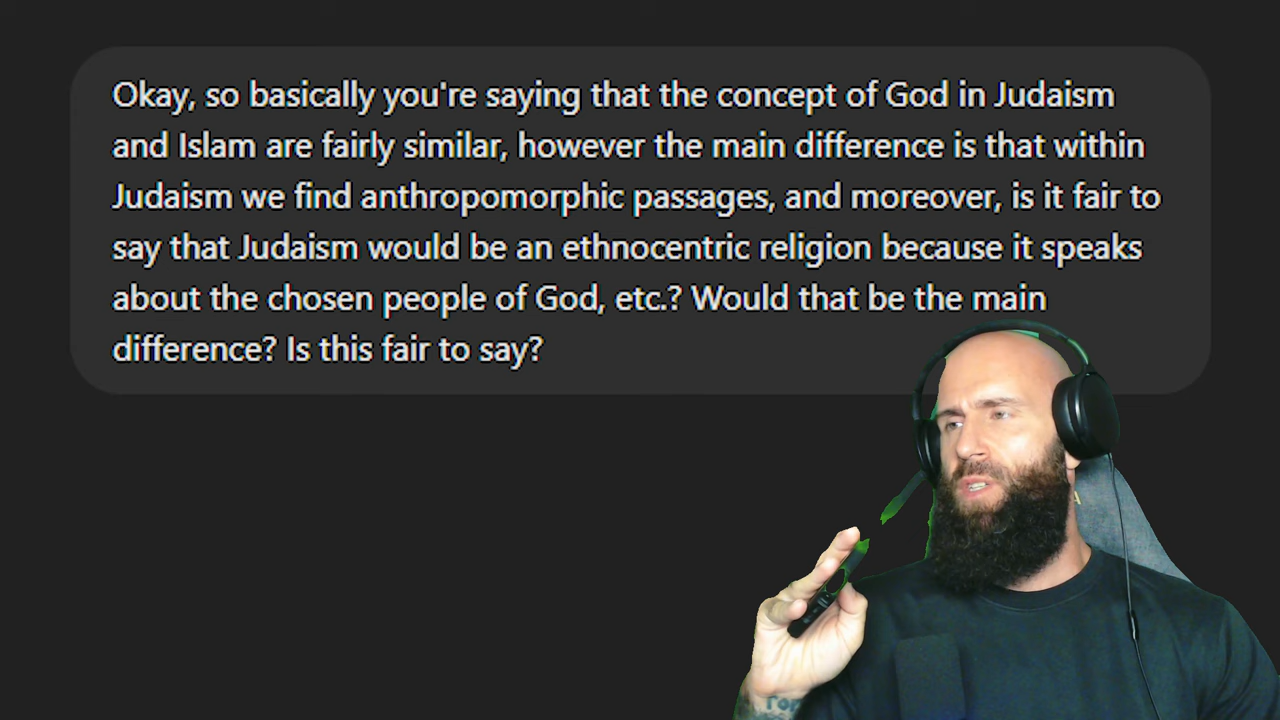 Okay, so basically you're saying that the concept of God in Judaism
and Islam are fairly similar, however the main difference is that within
Judaism we find anthropomorphic passages, and moreover, is it fair to
say that Judaism would be an ethnocentric religion because it speaks
about the chosen people of God, etc.? Would that be the main
difference? Is this fair to say?